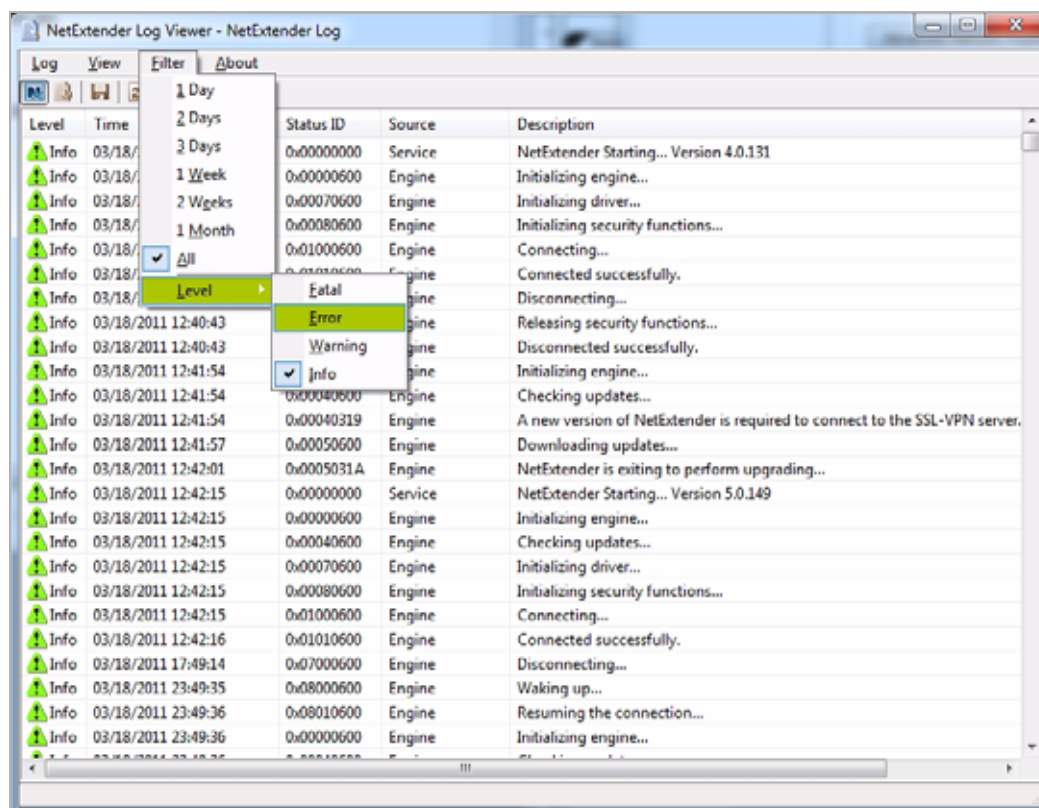 NetExtender Log Viewer - NetExtender Log
Log View Filter About
1 Day
2 Days
3 Days
1 Week
2 Weeks
1 Month
All
Level
Fatal
Error
Warning
Info
Level Time Status ID Source Description
Info 03/18/ 0x00000000 Service NetExtender Starting... Version 4.0.131
Info 03/18/ 0x00000600 Engine Initializing engine...
Info 03/18/ 0x00070600 Engine Initializing driver...
Info 03/18/ 0x00080600 Engine Initializing security functions...
Info 03/18/ 0x01000600 Engine Connecting...
Info 03/18/ Connected successfully.
Info 03/18/ Disconnecting...
Info 03/18/2011 12:40:43 Releasing security functions...
Info 03/18/2011 12:40:43 Disconnected successfully.
Info 03/18/2011 12:41:54 Initializing engine...
Info 03/18/2011 12:41:54 0x00040600 Engine Checking updates...
Info 03/18/2011 12:41:54 0x00040319 Engine A new version of NetExtender is required to connect to the SSL-VPN server.
Info 03/18/2011 12:41:57 0x00050600 Engine Downloading updates...
Info 03/18/2011 12:42:01 0x0005031A Engine NetExtender is exiting to perform upgrading...
Info 03/18/2011 12:42:15 0x00000000 Service NetExtender Starting... Version 5.0.149
Info 03/18/2011 12:42:15 0x00000600 Engine Initializing engine...
Info 03/18/2011 12:42:15 0x00040600 Engine Checking updates...
Info 03/18/2011 12:42:15 0x00070600 Engine Initializing driver...
Info 03/18/2011 12:42:15 0x00080600 Engine Initializing security functions...
Info 03/18/2011 12:42:15 0x01000600 Engine Connecting...
Info 03/18/2011 12:42:16 0x01010600 Engine Connected successfully.
Info 03/18/2011 17:49:14 0x07000600 Engine Disconnecting...
Info 03/18/2011 23:49:35 0x08000600 Engine Waking up...
Info 03/18/2011 23:49:36 0x08010600 Engine Resuming the connection...
Info 03/18/2011 23:49:36 0x00000600 Engine Initializing engine...